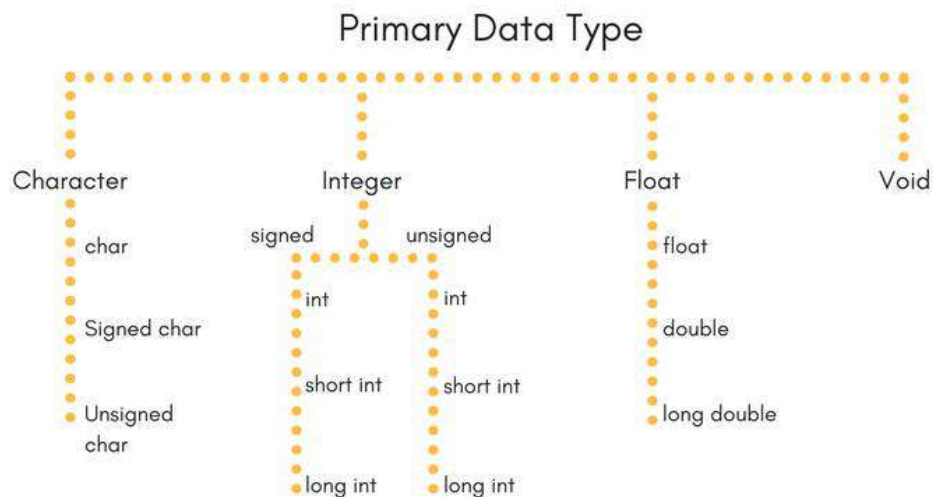 Primary Data Type
Character
Integer
Float
Void
char
Signed char
Unsigned
char
signed
unsigned
int
short int
long int
int
short int
long int
float
double
long double